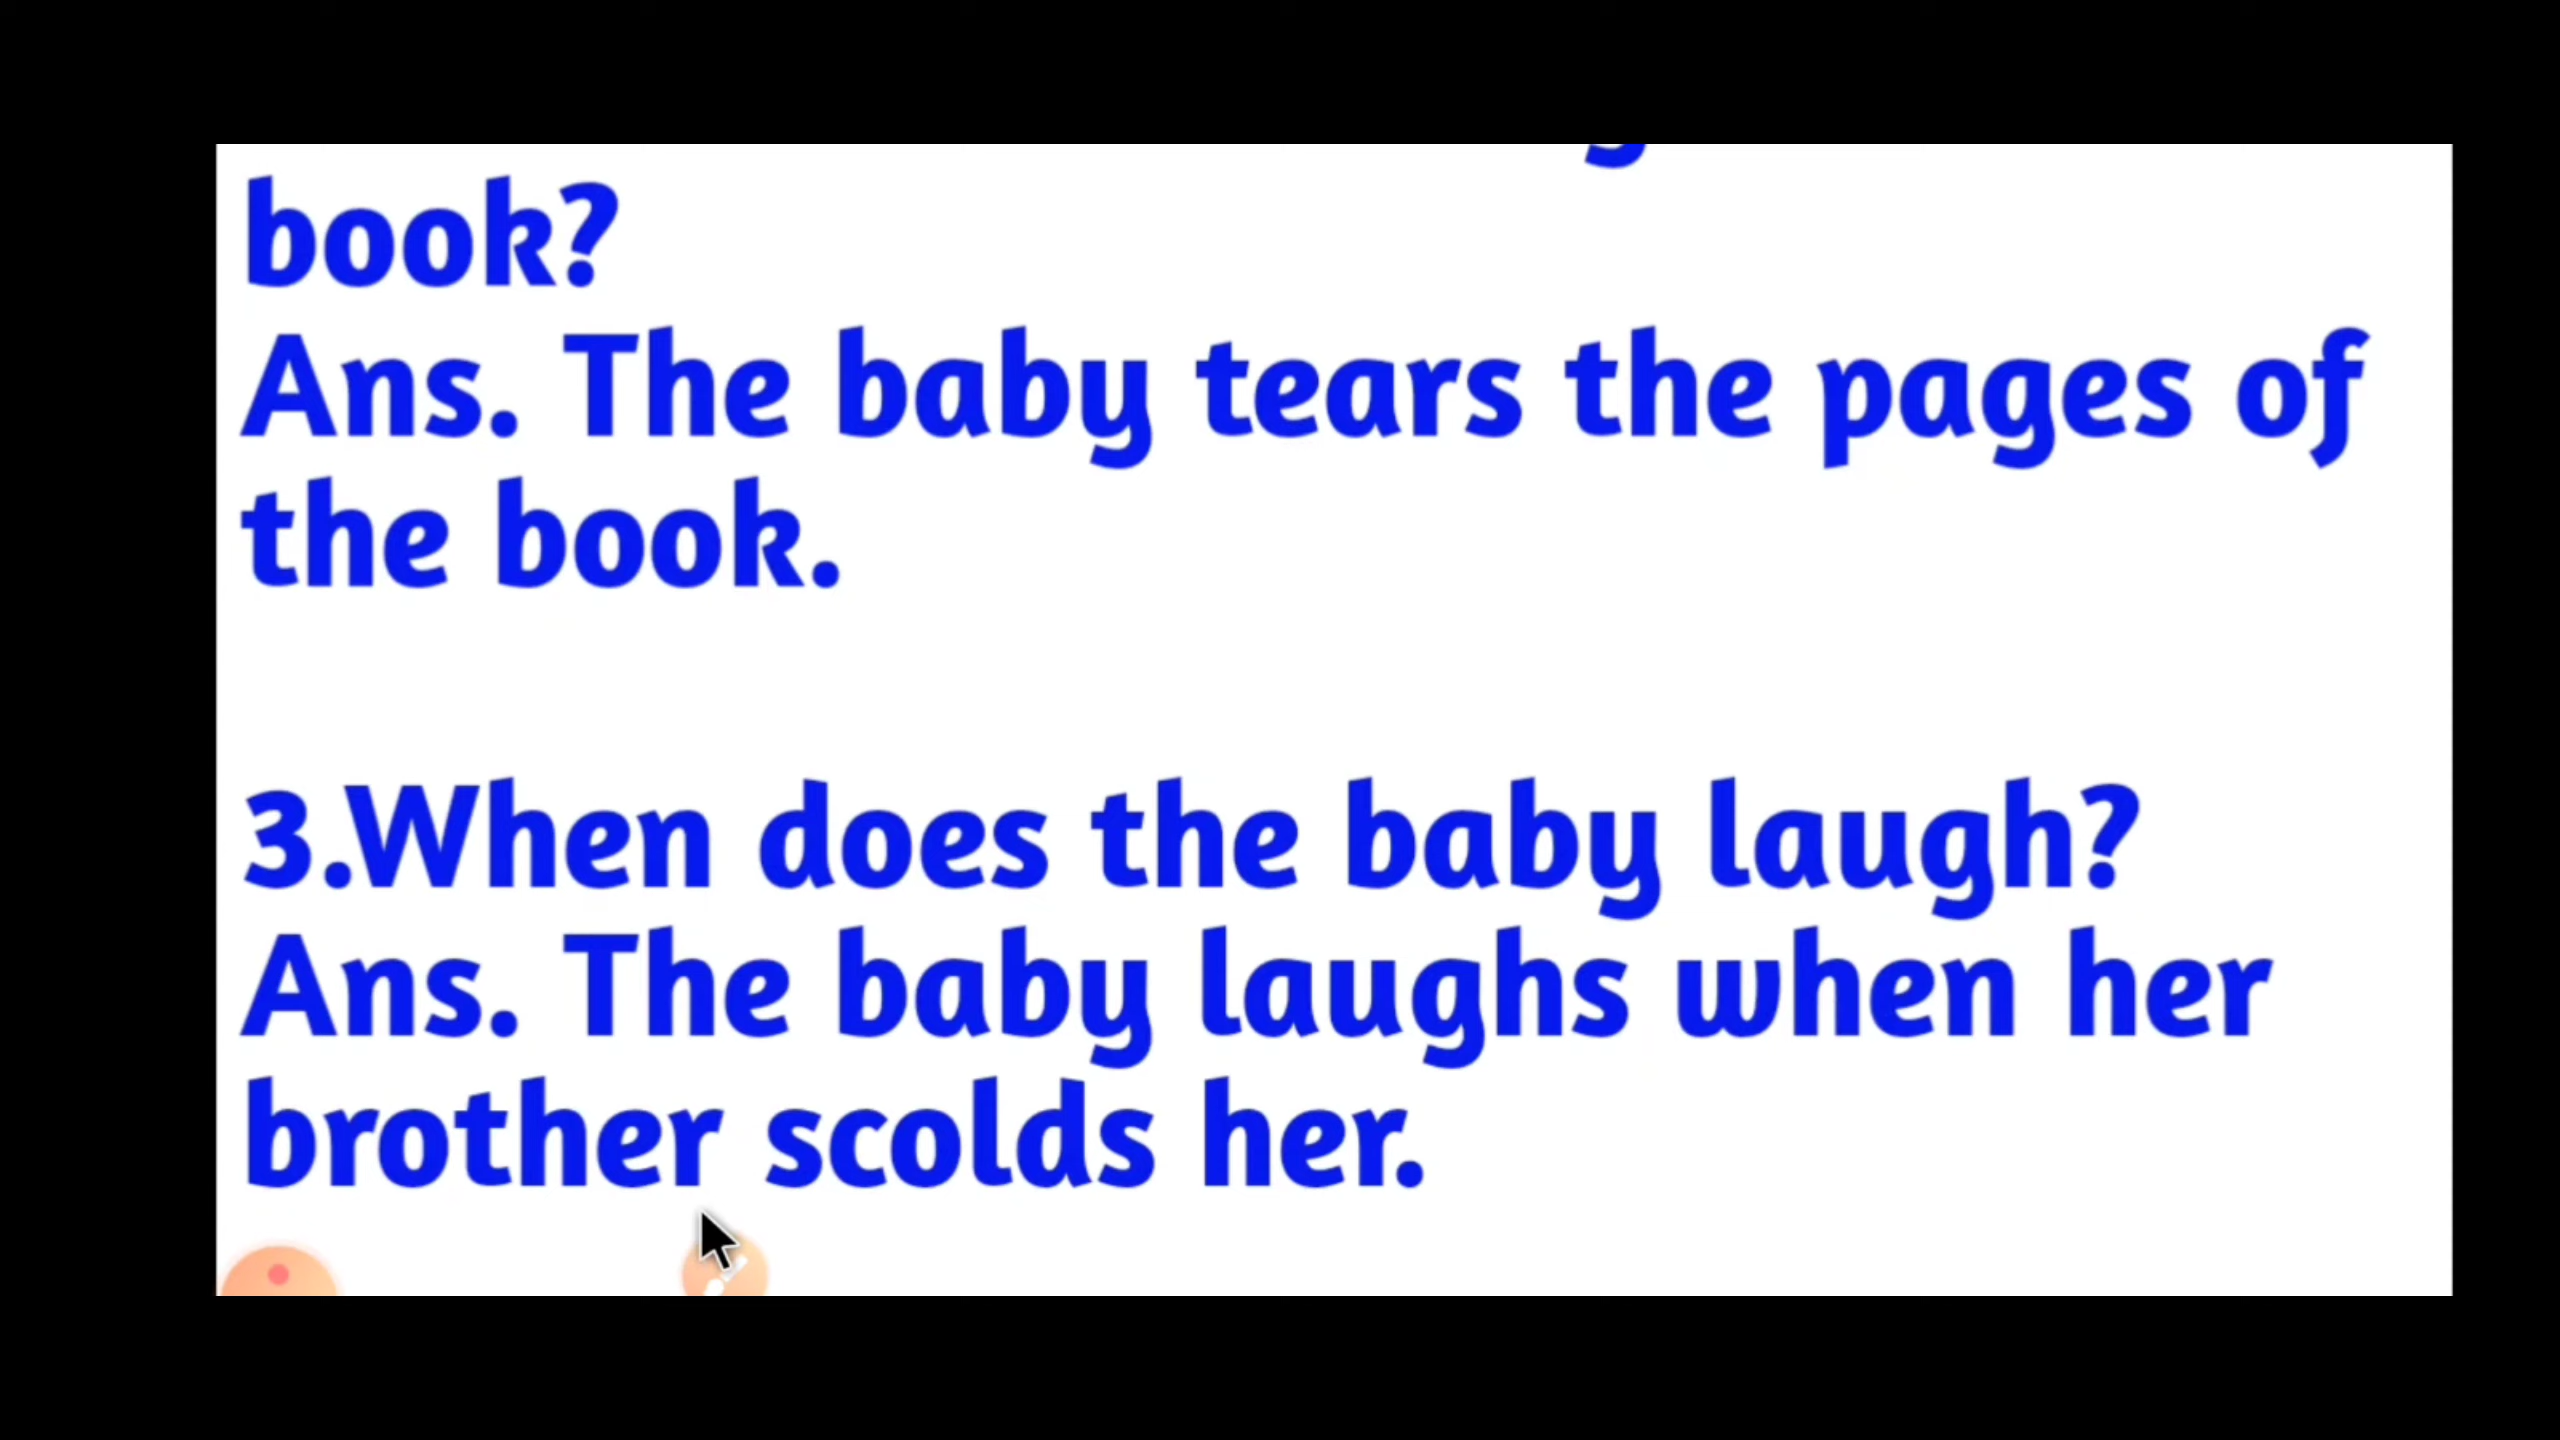 book?
Ans. The baby tears the pages of
the book.
3.When does the baby laugh?
Ans. The baby laughs when her
brother scolds her.